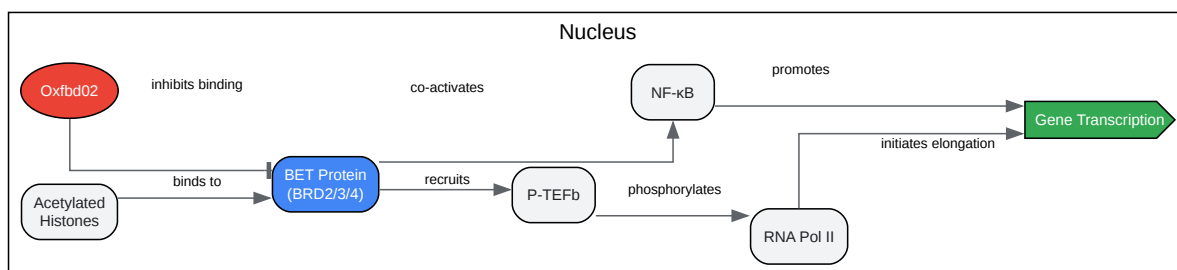 Nucleus
Oxfbd02
inhibits binding
co-activates
NF-κB
promotes
Gene Transcription
initiates elongation
Acetylated
Histones
binds to
BET Protein
(BRD2/3/4)
recruits
P-TEFb
phosphorylates
RNA Pol II